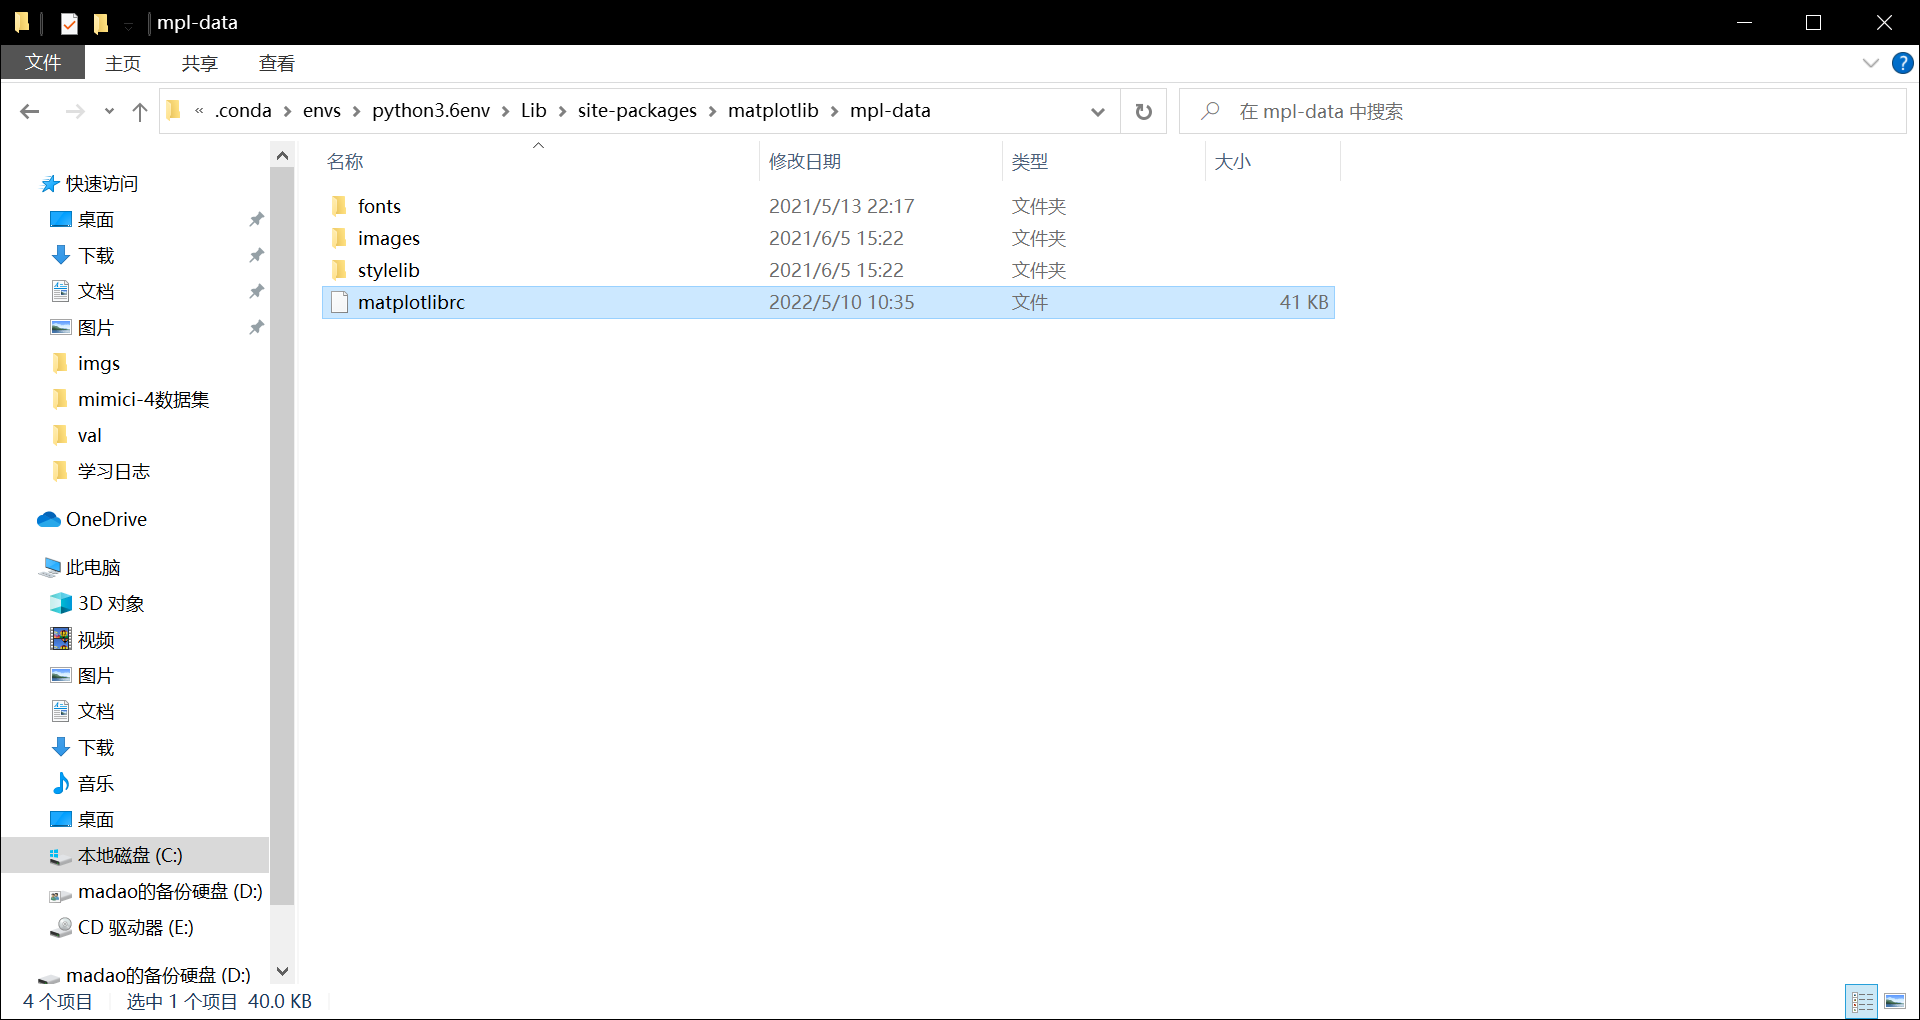 mpl-data
文件 主页 共享 查看
« .conda › envs › python3.6env › Lib › site-packages › matplotlib › mpl-data
在 mpl-data 中搜索
名称 修改日期 类型 大小
fonts 2021/5/13 22:17 文件夹
images 2021/6/5 15:22 文件夹
stylelib 2021/6/5 15:22 文件夹
matplotlibrc 2022/5/10 10:35 文件 41 KB
快速访问
桌面
下载
文档
图片
imgs
mimici-4数据集
val
学习日志
OneDrive
此电脑
3D 对象
视频
图片
文档
下载
音乐
桌面
本地磁盘 (C:)
madao的备份硬盘 (D:)
CD 驱动器 (E:)
madao的备份硬盘 (D:)
4 个项目 选中 1 个项目 40.0 KB